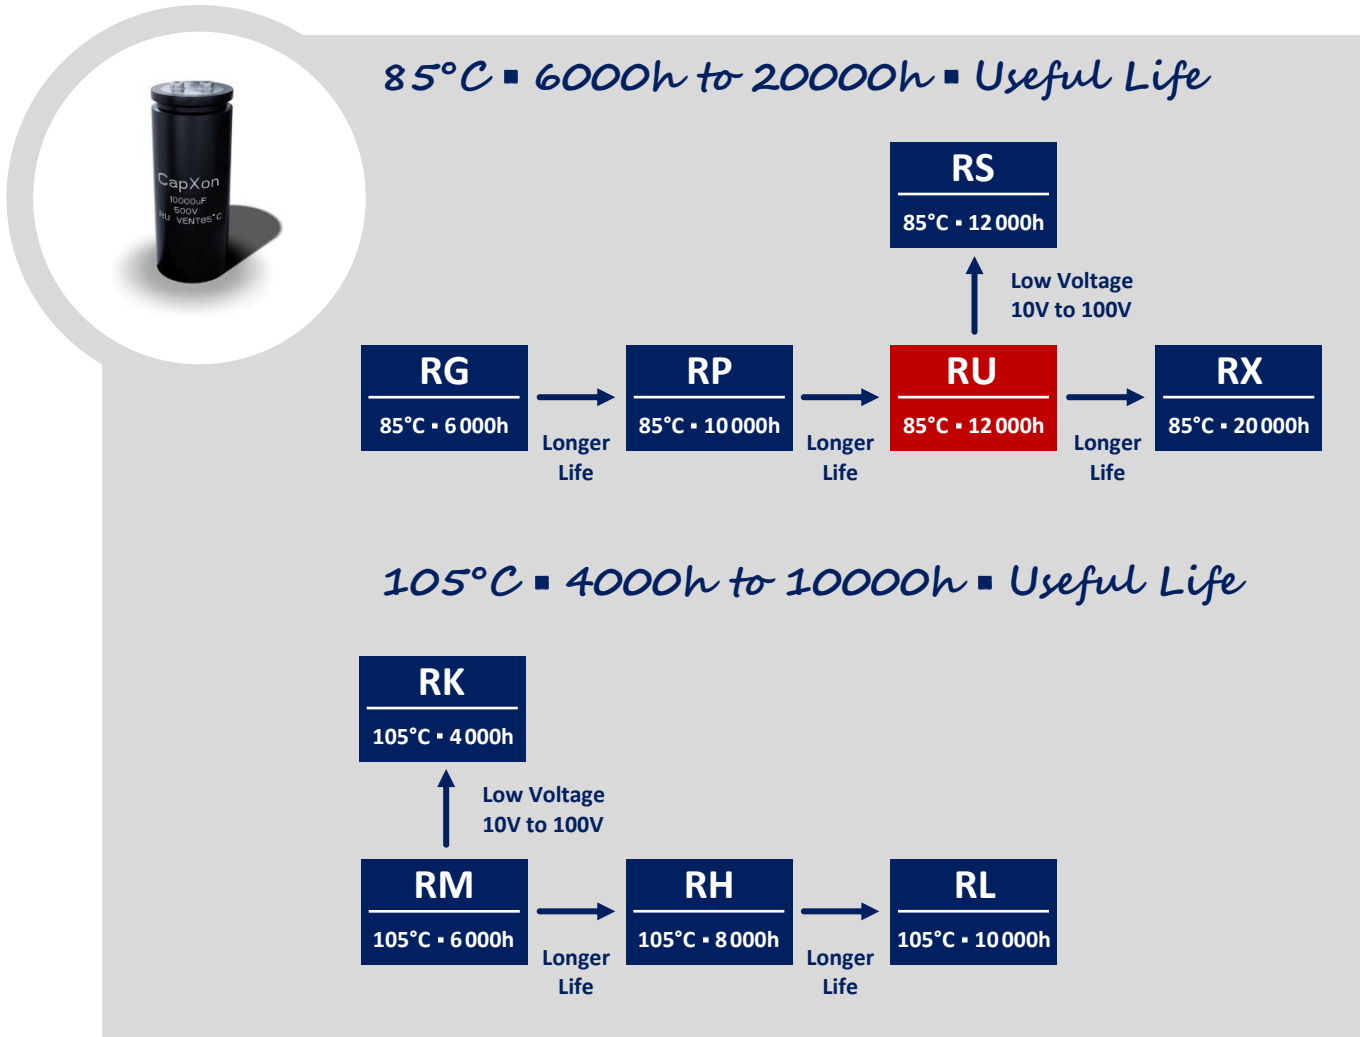 85°C ▪ 6000h to 20000h ▪ Useful Life
CapXon
10000uF
500V
RU VENT85°C
RS
85°C ▪ 12 000h
Low Voltage
10V to 100V
RG
85°C ▪ 6 000h
Longer
Life
RP
85°C ▪ 10 000h
Longer
Life
RU
85°C ▪ 12 000h
Longer
Life
RX
85°C ▪ 20 000h
105°C ▪ 4000h to 10000h ▪ Useful Life
RK
105°C ▪ 4 000h
Low Voltage
10V to 100V
RM
105°C ▪ 6 000h
Longer
Life
RH
105°C ▪ 8 000h
Longer
Life
RL
105°C ▪ 10 000h